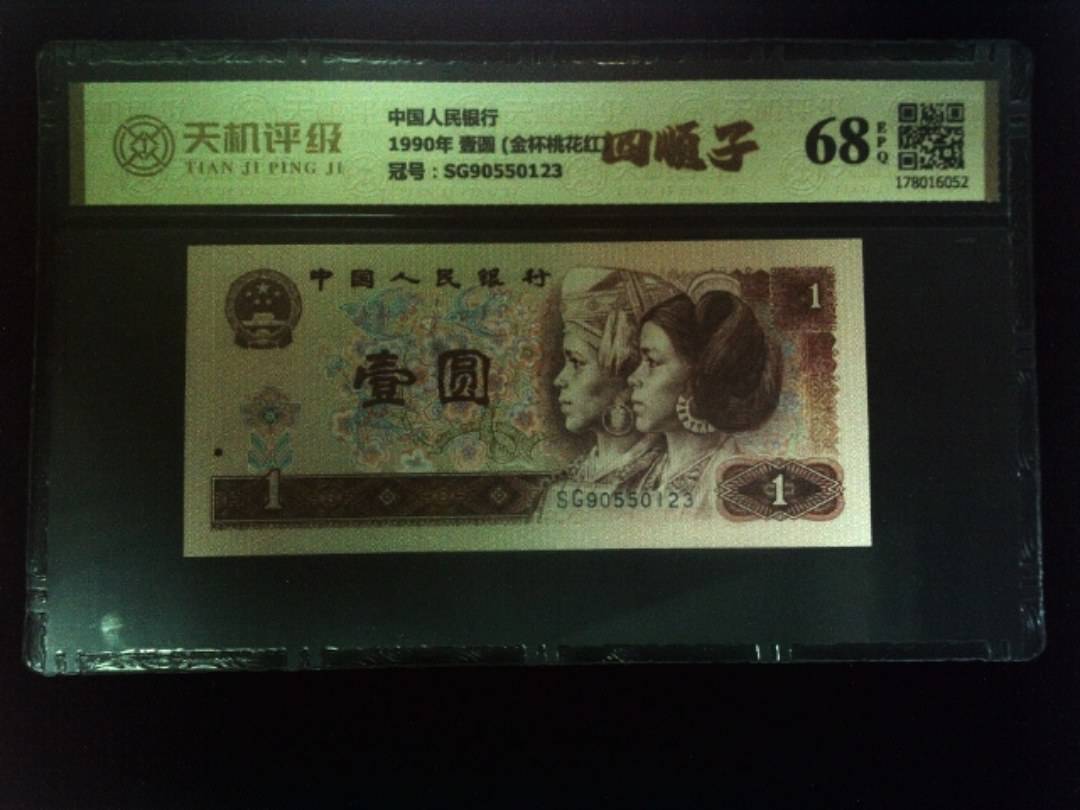 天机评级
TIAN JI PING JI
中国人民银行
1990年 壹圆 (金杯桃花红)
冠号：SG90550123
四顺子
68
EPQ
178016052
中国人民银行
1
壹圆
1
SG90550123
1